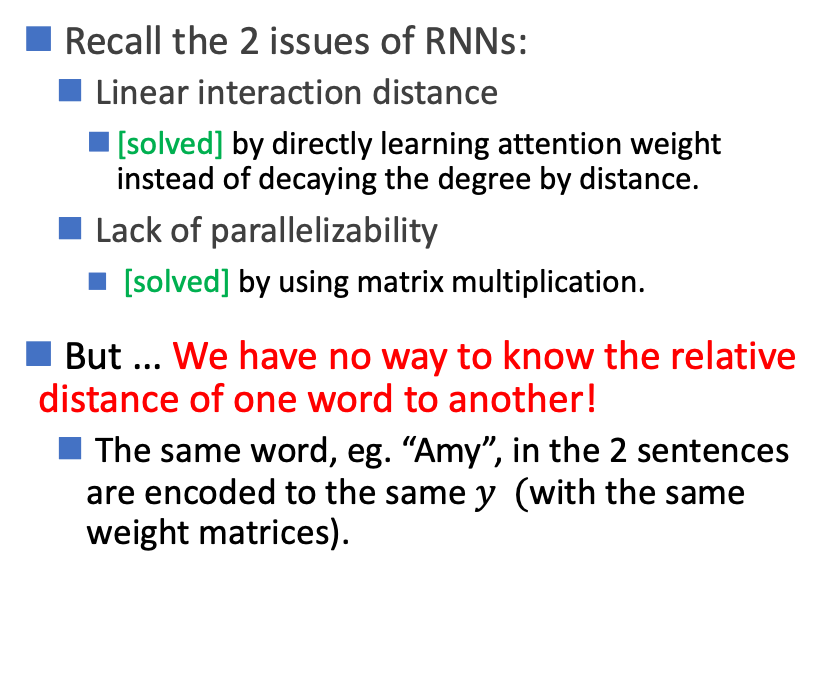 Recall the 2 issues of RNNs:
Linear interaction distance
[solved] by directly learning attention weight
instead of decaying the degree by distance.
Lack of parallelizability
[solved] by using matrix multiplication.
But ... We have no way to know the relative
distance of one word to another!
The same word, eg. “Amy”, in the 2 sentences
are encoded to the same 𝑦 (with the same
weight matrices).